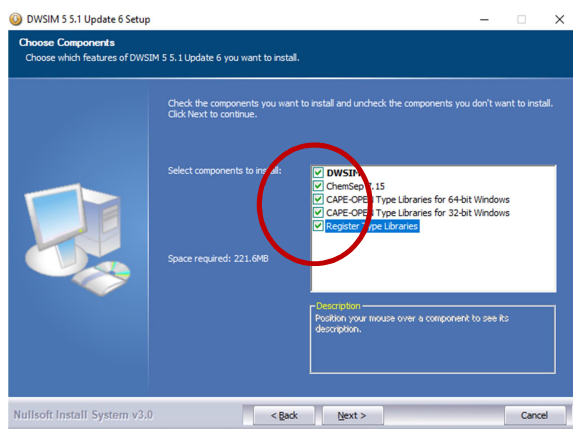 DWSIM 5 5.1 Update 6 Setup
Choose Components
Choose which features of DWSIM 5 5.1 Update 6 you want to install.
Check the components you want to install and uncheck the components you don't want to install.
Click Next to continue.
Select components to install:
DWSIM
ChemSep 7.15
CAPE-OPEN Type Libraries for 64-bit Windows
CAPE-OPEN Type Libraries for 32-bit Windows
Register Type Libraries
Space required: 221.6MB
Description
Position your mouse over a component to see its
description.
Nullsoft Install System v3.0
< Back
Next >
Cancel